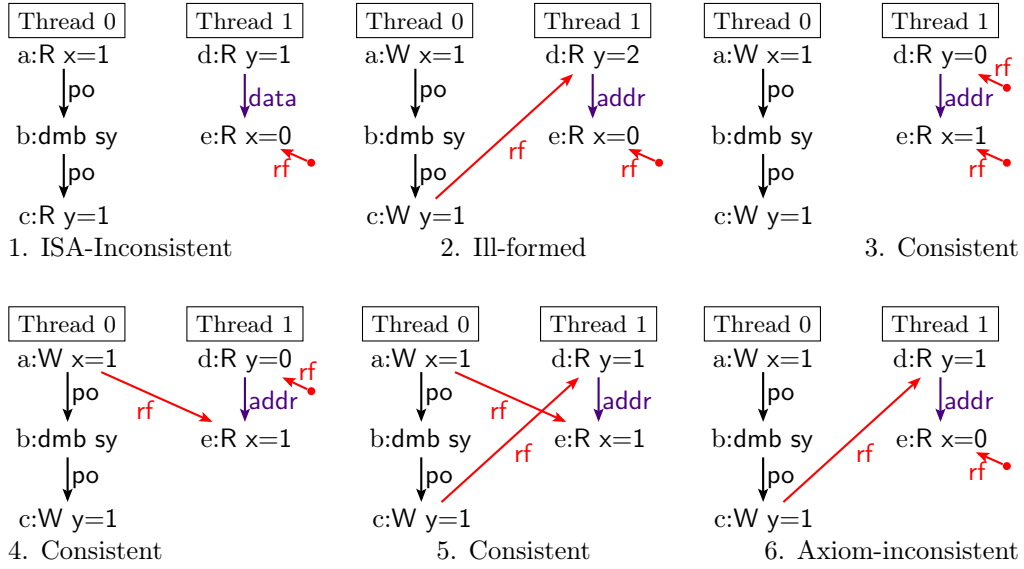 Thread 0 Thread 1 Thread 0 Thread 1 Thread 0 Thread 1
a:R x=1 d:R y=1 a:W x=1 d:R y=2 a:W x=1 d:R y=0
rf
po data po addr po addr
b:dmb sy e:R x=0 b:dmb sy e:R x=0 b:dmb sy e:R x=1
rf rf rf rf
po po po
c:R y=1 c:W y=1 c:W y=1
1. ISA-Inconsistent 2. Ill-formed 3. Consistent
Thread 0 Thread 1 Thread 0 Thread 1 Thread 0 Thread 1
a:W x=1 d:R y=0 a:W x=1 d:R y=1 a:W x=1 d:R y=1
rf
po addr po addr po addr
rf rf rf
b:dmb sy e:R x=1 b:dmb sy e:R x=1 b:dmb sy e:R x=0
rf rf
po po po
c:W y=1 c:W y=1 c:W y=1
4. Consistent 5. Consistent 6. Axiom-inconsistent